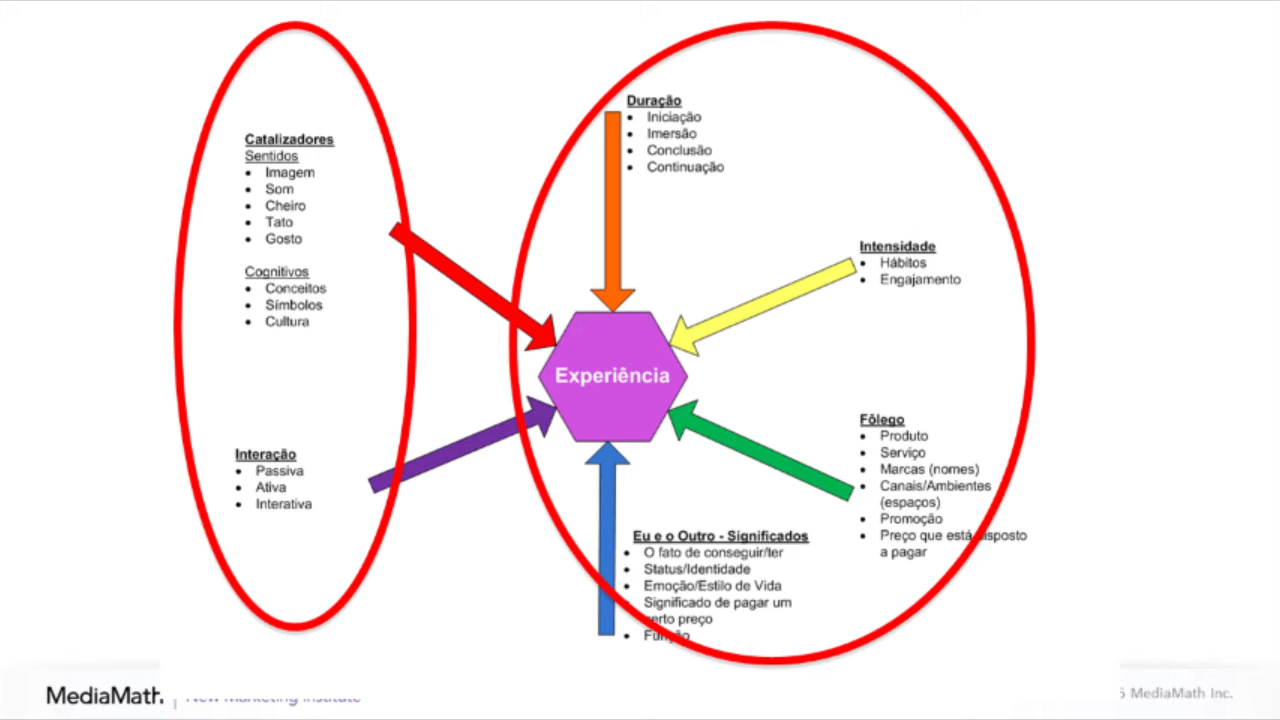 Catalizadores
Sentidos
• Imagem
• Som
• Cheiro
• Tato
• Gosto
Cognitivos
• Conceitos
• Símbolos
• Cultura
Interação
• Passiva
• Ativa
• Interativa
Duração
• Iniciação
• Imersão
• Conclusão
• Continuação
Experiência
Intensidade
• Hábitos
• Engajamento
Fôlego
• Produto
• Serviço
• Marcas (nomes)
• Canais/Ambientes
(espaços)
• Promoção
• Preço que está disposto
a pagar
Eu e o Outro - Significados
• O fato de conseguir/ter
• Status/Identidade
• Emoção/Estilo de Vida
• Significado de pagar um
certo preço
• Função
MediaMath | New Marketing Institute
MediaMath Inc.